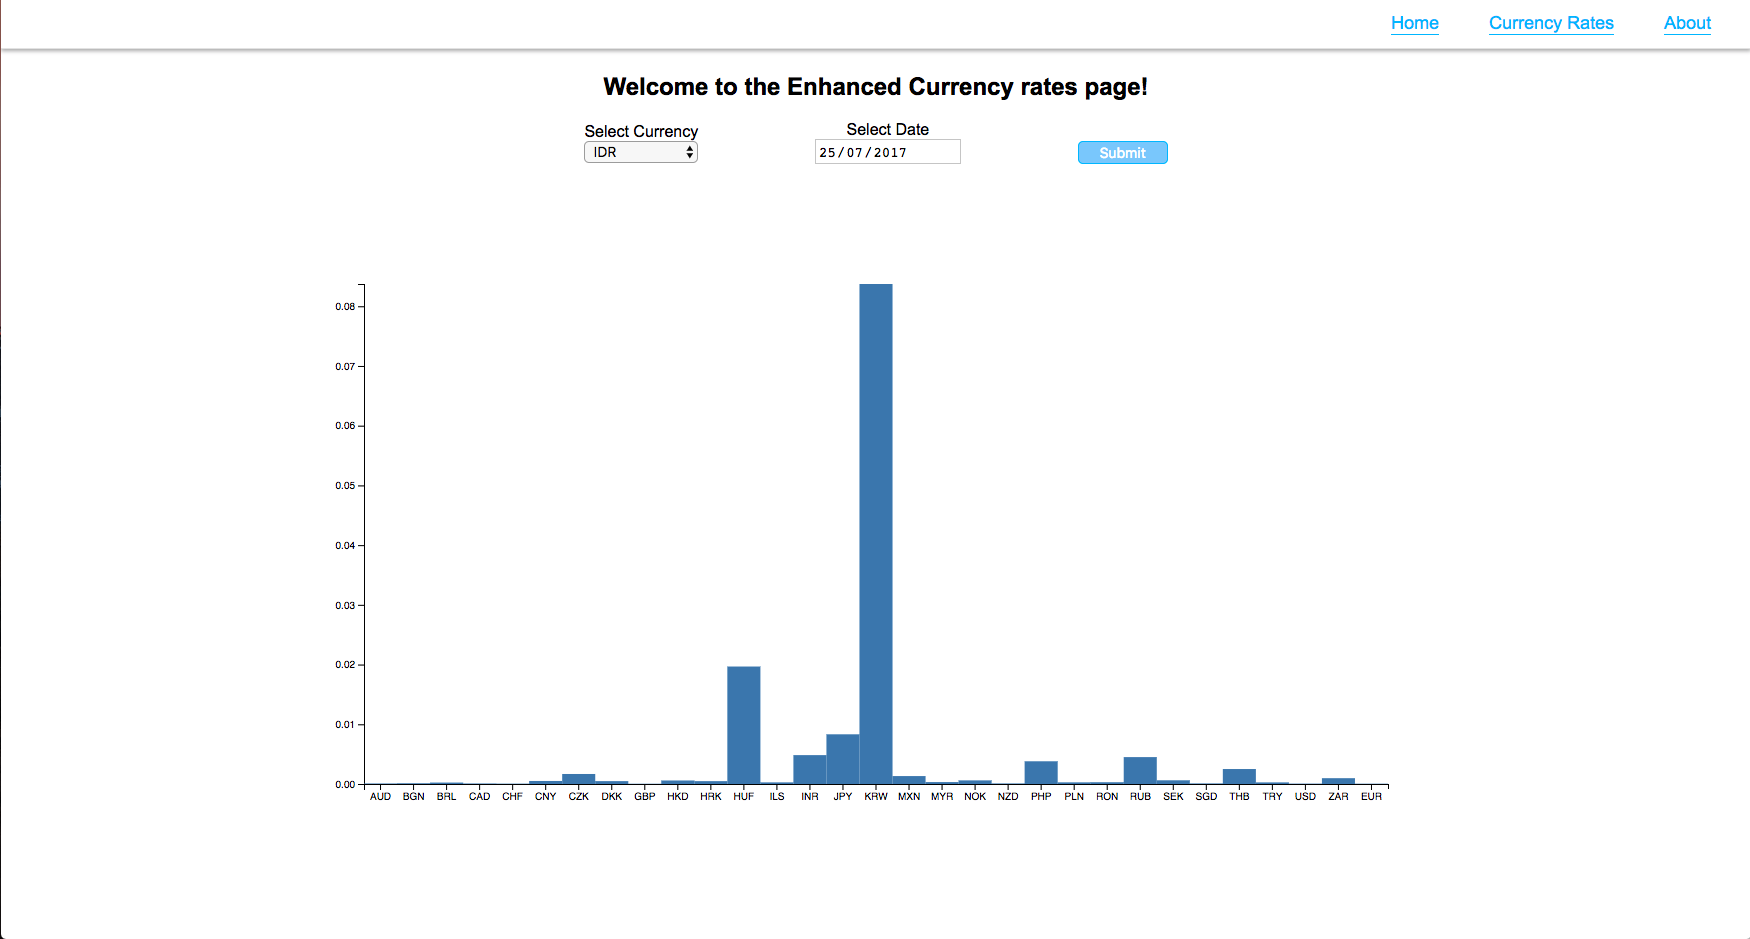 Home Currency Rates About
Welcome to the Enhanced Currency rates page!
Select Currency Select Date
IDR 25/07/2017 Submit
0.08
0.07
0.06
0.05
0.04
0.03
0.02
0.01
0.00
AUD BGN BRL CAD CHF CNY CZK DKK GBP HKD HRK HUF ILS INR JPY KRW MXN MYR NOK NZD PHP PLN RON RUB SEK SGD THB TRY USD ZAR EUR